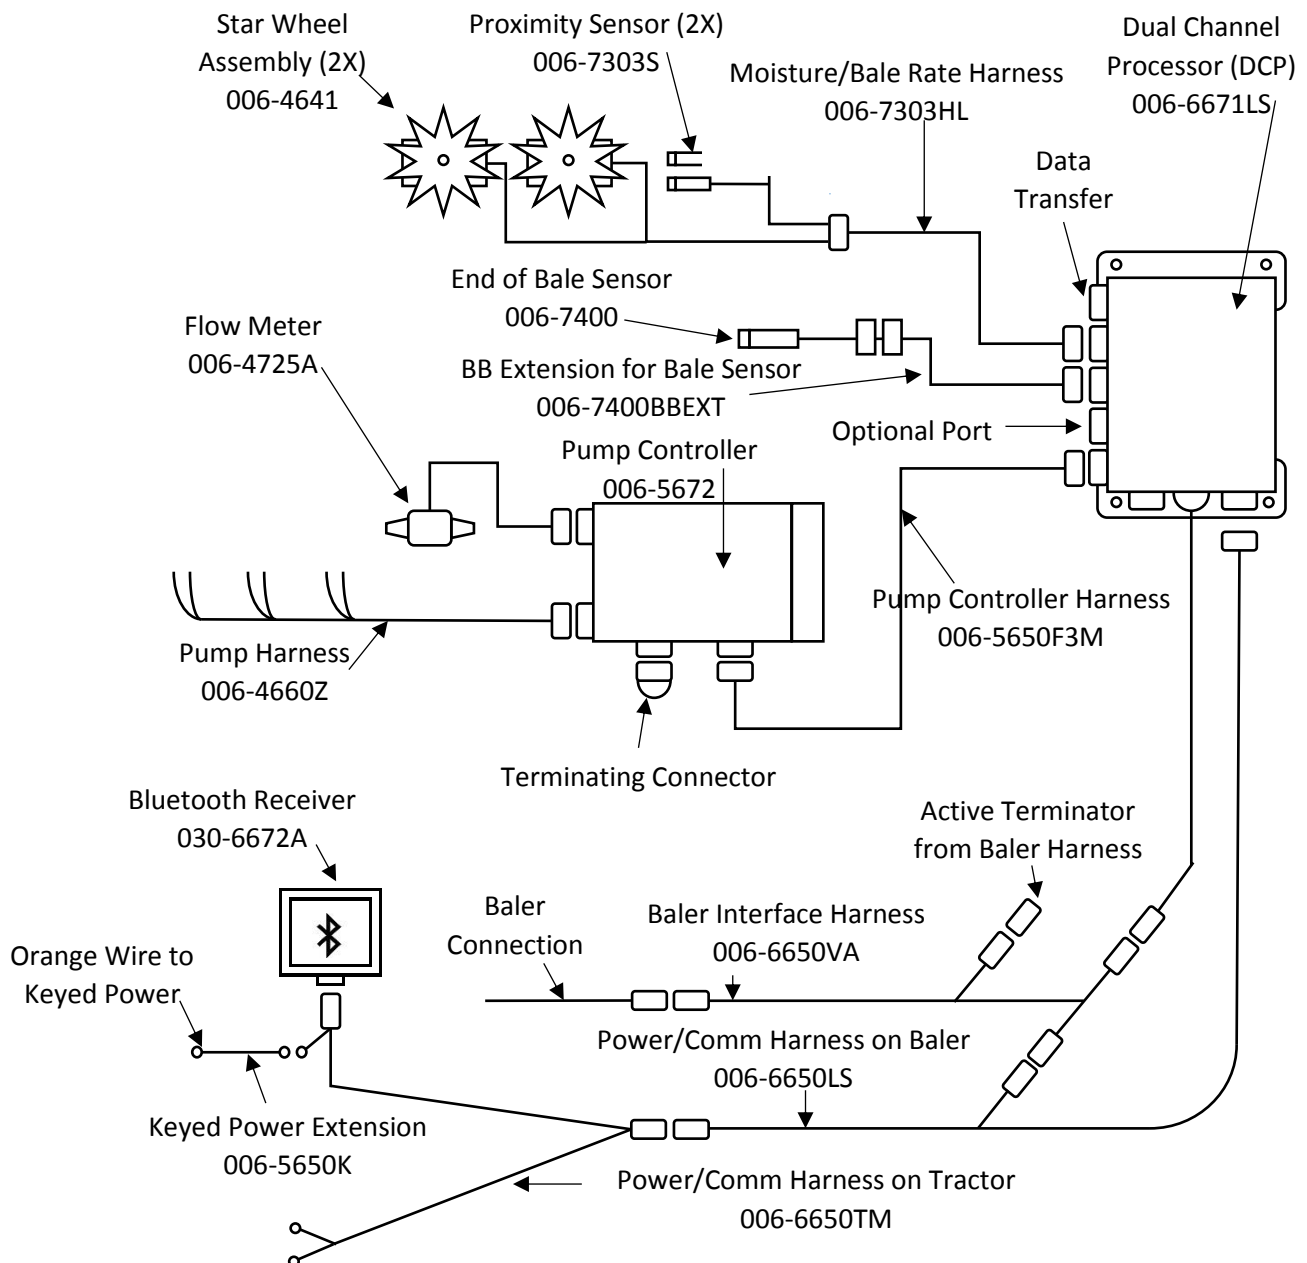 Star Wheel
Assembly (2X)
006-4641
Proximity Sensor (2X)
006-7303S
Moisture/Bale Rate Harness
006-7303HL
Dual Channel
Processor (DCP)
006-6671LS
Data
Transfer
End of Bale Sensor
006-7400
Flow Meter
006-4725A
BB Extension for Bale Sensor
006-7400BBEXT
Optional Port
Pump Controller
006-5672
Pump Controller Harness
006-5650F3M
Pump Harness
006-4660Z
Terminating Connector
Bluetooth Receiver
030-6672A
Active Terminator
from Baler Harness
Baler
Connection
Baler Interface Harness
006-6650VA
Orange Wire to
Keyed Power
Power/Comm Harness on Baler
006-6650LS
Keyed Power Extension
006-5650K
Power/Comm Harness on Tractor
006-6650TM